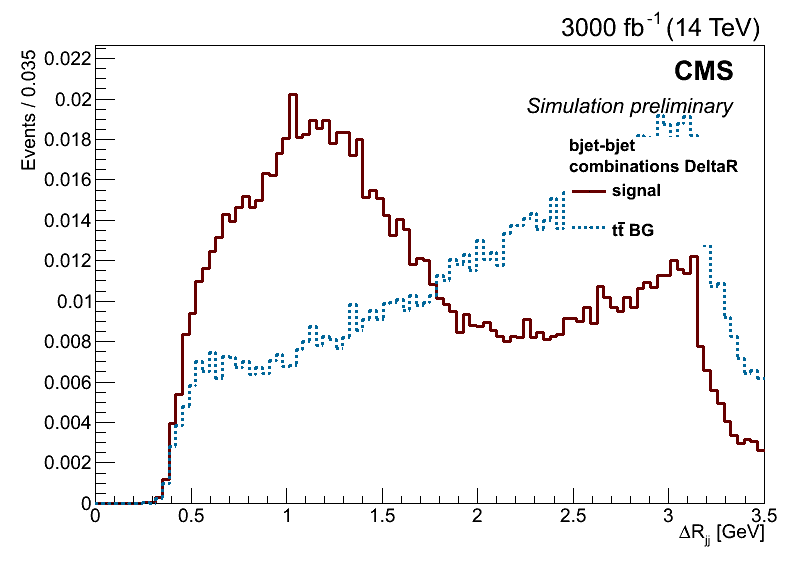 3000 fb⁻¹ (14 TeV)
Events / 0.035
0.022
0.02
0.018
0.016
0.014
0.012
0.01
0.008
0.006
0.004
0.002
0
CMS
Simulation preliminary
bjet-bjet
combinations DeltaR
signal
tt̄ BG
0 0.5 1 1.5 2 2.5 3 3.5
ΔR_jj [GeV]